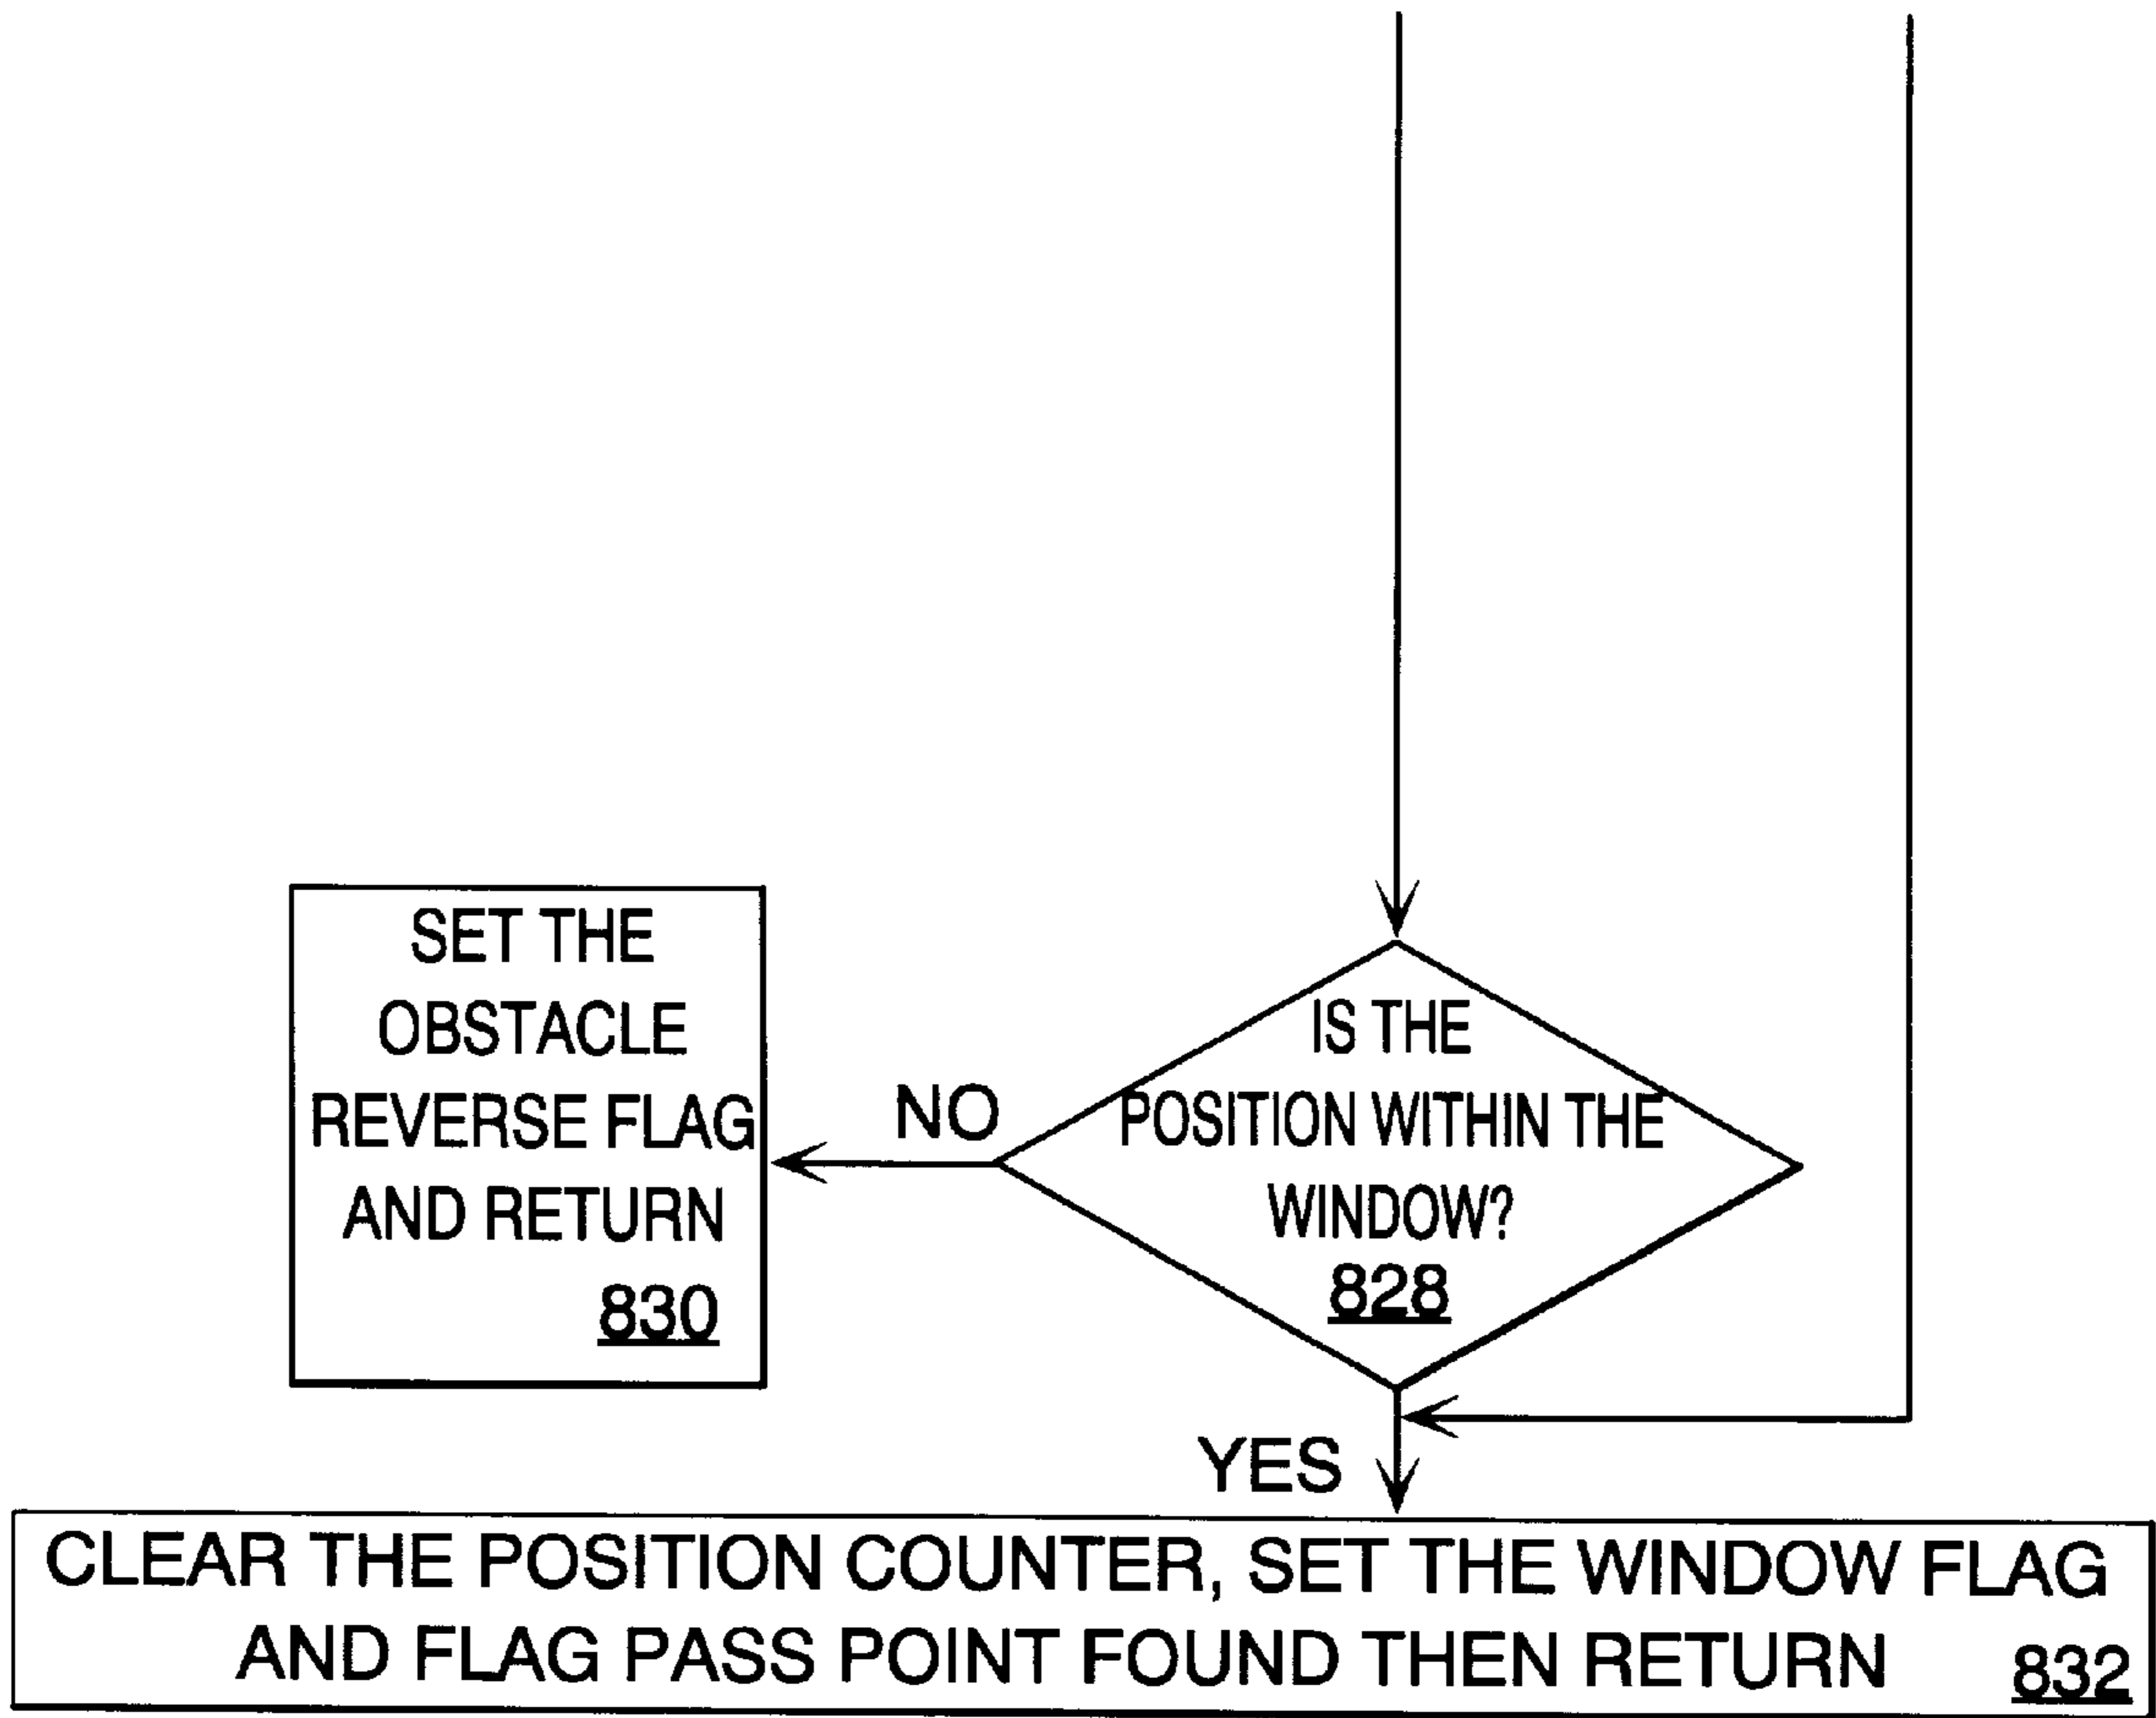 SET THE
OBSTACLE
REVERSE FLAG
AND RETURN
830
NO
IS THE
POSITION WITHIN THE
WINDOW?
828
YES
CLEAR THE POSITION COUNTER, SET THE WINDOW FLAG
AND FLAG PASS POINT FOUND THEN RETURN 832